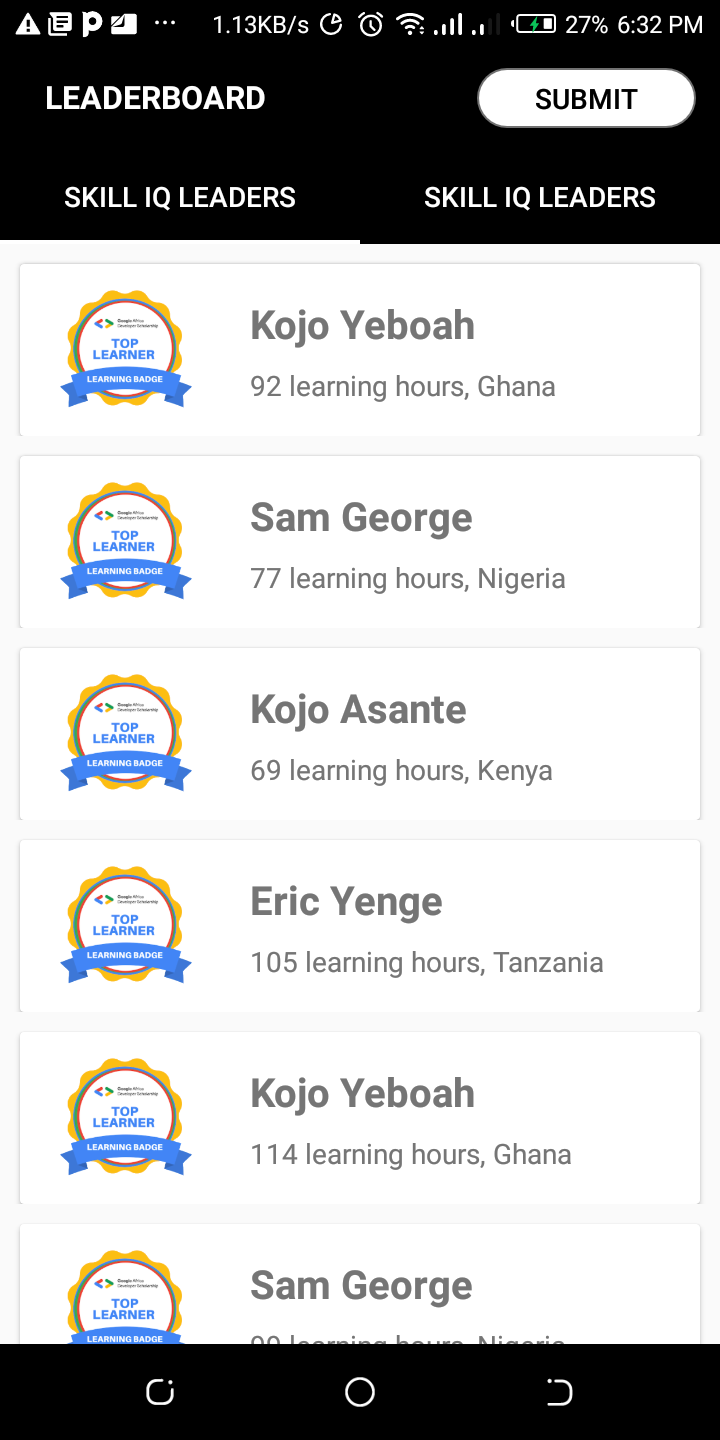 1.13KB/s 27% 6:32 PM
LEADERBOARD SUBMIT
SKILL IQ LEADERS SKILL IQ LEADERS
Google Africa
Developer Scholarship
TOP
LEARNER
LEARNING BADGE
Kojo Yeboah
92 learning hours, Ghana
Google Africa
Developer Scholarship
TOP
LEARNER
LEARNING BADGE
Sam George
77 learning hours, Nigeria
Google Africa
Developer Scholarship
TOP
LEARNER
LEARNING BADGE
Kojo Asante
69 learning hours, Kenya
Google Africa
Developer Scholarship
TOP
LEARNER
LEARNING BADGE
Eric Yenge
105 learning hours, Tanzania
Google Africa
Developer Scholarship
TOP
LEARNER
LEARNING BADGE
Kojo Yeboah
114 learning hours, Ghana
Google Africa
Developer Scholarship
TOP
LEARNER
LEARNING BADGE
Sam George
learning hours, Nigeria